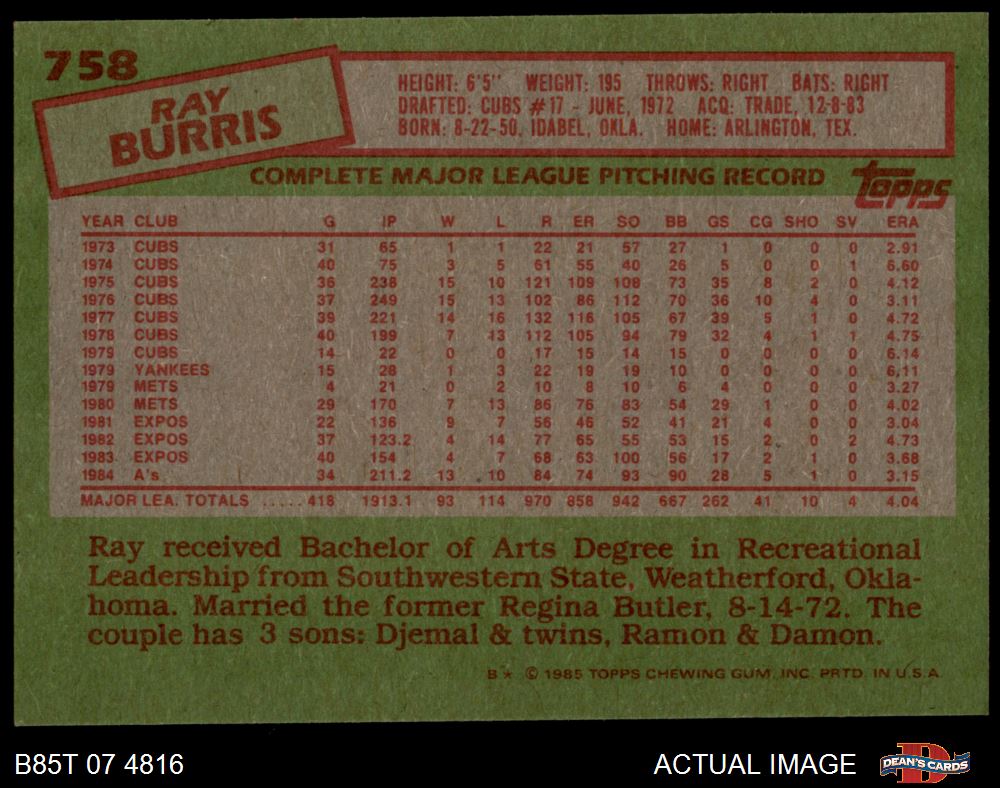 758
RAY
BURRIS
HEIGHT: 6'5" WEIGHT: 195 THROWS: RIGHT BATS: RIGHT
DRAFTED: CUBS #17 - JUNE, 1972 ACQ: TRADE, 12-8-83
BORN: 8-22-50, IDABEL, OKLA. HOME: ARLINGTON, TEX.
COMPLETE MAJOR LEAGUE PITCHING RECORD topps
YEAR CLUB G IP W L R ER SO BB GS CG SHO SV ERA
1973 CUBS 31 65 1 1 22 21 57 27 1 0 0 0 2.91
1974 CUBS 40 75 3 5 61 55 40 26 5 0 0 1 6.60
1975 CUBS 36 238 15 10 121 109 108 73 35 8 2 0 4.12
1976 CUBS 37 249 15 13 102 86 112 70 36 10 4 0 3.11
1977 CUBS 39 221 14 16 132 116 105 67 39 5 1 0 4.72
1978 CUBS 40 199 7 13 112 105 94 79 32 4 1 1 4.75
1979 CUBS 14 22 0 0 17 15 14 15 0 0 0 0 6.14
1979 YANKEES 15 28 1 3 22 19 19 10 0 0 0 0 6.11
1979 METS 4 21 0 2 10 8 10 6 4 0 0 0 3.27
1980 METS 29 170 7 13 86 76 83 54 29 1 0 0 4.02
1981 EXPOS 22 136 9 7 56 46 52 41 21 4 0 0 3.04
1982 EXPOS 37 123.2 4 14 77 65 55 53 15 2 0 2 4.73
1983 EXPOS 40 154 4 7 68 63 100 56 17 2 1 0 3.68
1984 A's 34 211.2 13 10 84 74 93 90 28 5 1 0 3.15
MAJOR LEA. TOTALS ..... 418 1913.1 93 114 970 858 942 667 262 41 10 4 4.04
Ray received Bachelor of Arts Degree in Recreational
Leadership from Southwestern State, Weatherford, Okla-
homa. Married the former Regina Butler, 8-14-72. The
couple has 3 sons: Djemal & twins, Ramon & Damon.
B* © 1985 TOPPS CHEWING GUM, INC. PRTD. IN U.S.A.
B85T 07 4816 ACTUAL IMAGE D DEAN'S CARDS